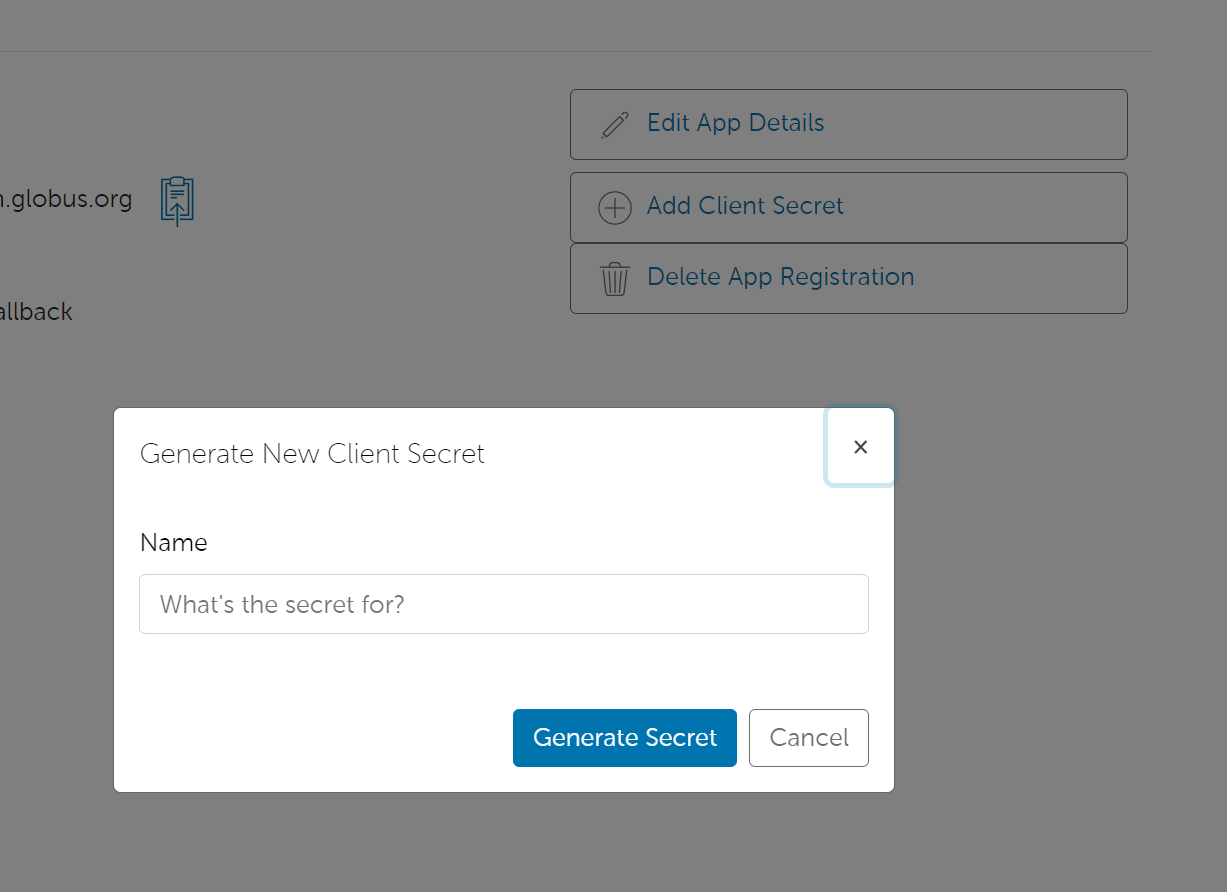 Edit App Details
Add Client Secret
.globus.org
Delete App Registration
allback
Generate New Client Secret
×
Name
What's the secret for?
Generate Secret
Cancel